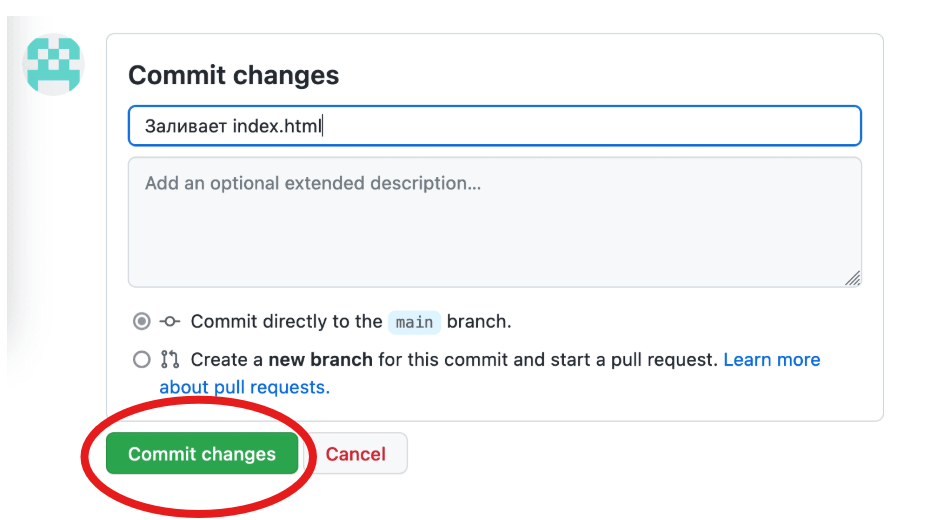 Commit changes
Заливает index.html
Add an optional extended description...
Commit directly to the main branch.
Create a new branch for this commit and start a pull request. Learn more
about pull requests.
Commit changes Cancel